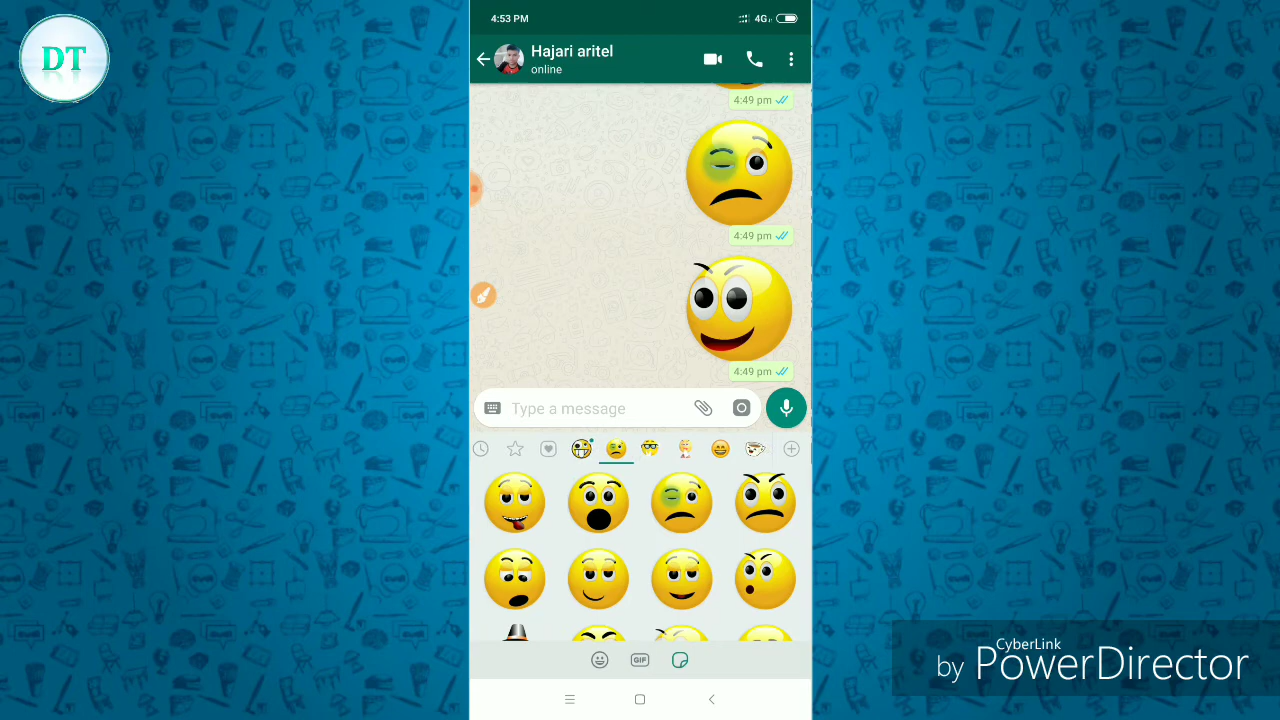 DT
4:53 PM
4G
Hajari aritel
online
4:49 pm
4:49 pm
4:49 pm
Type a message
GIF
CyberLink
by PowerDirector